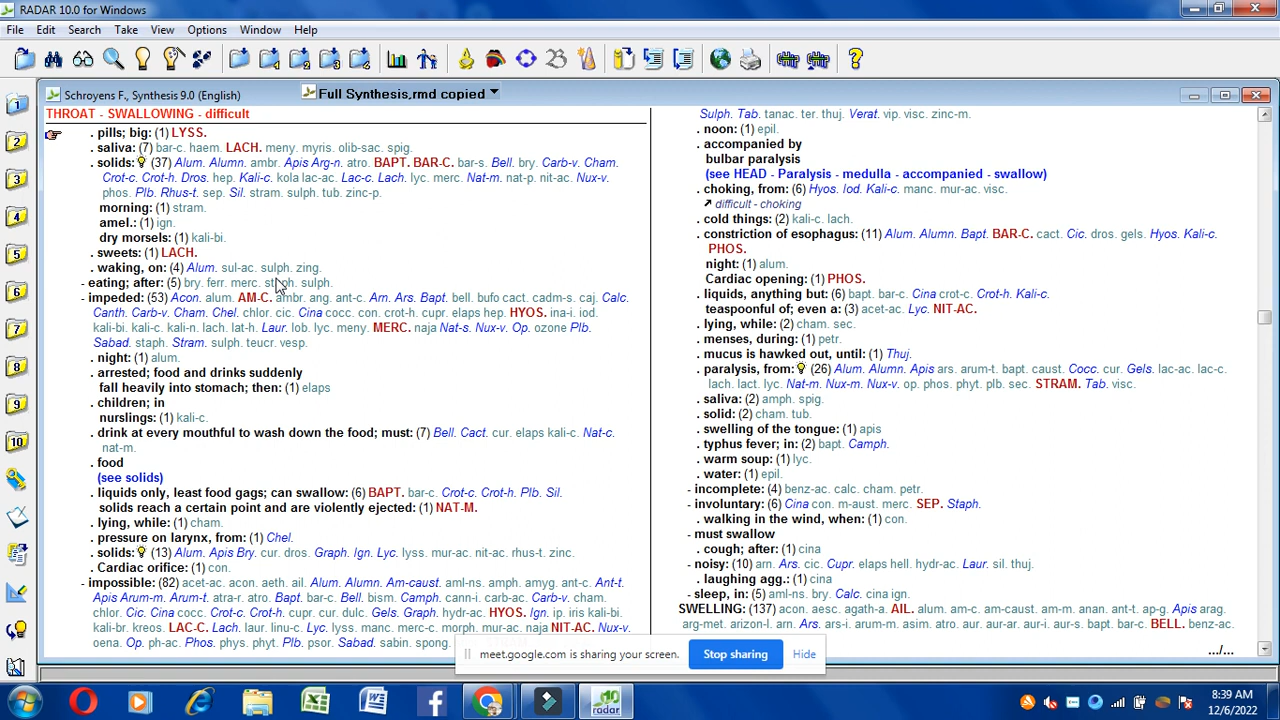 RADAR 10.0 for Windows
File Edit Search Take View Options Window Help
1 2 3 4 23
Schroyens F., Synthesis 9.0 (English)
Full Synthesis,rmd copied
THROAT - SWALLOWING - difficult
. pills; big: (1) LYSS.
. saliva: (7) bar-c. haem. LACH. meny. myris. olib-sac. spig.
. solids: (37) Alum. Alumn. ambr. Apis Arg-n. atro. BAPT. BAR-C. bar-s. Bell. bry. Carb-v. Cham.
Crot-c. Crot-h. Dros. hep. Kali-c. kola lac-ac. Lac-c. Lach. lyc. merc. Nat-m. nat-p. nit-ac. Nux-v.
phos. Plb. Rhus-t. sep. Sil. stram. sulph. tub. zinc-p.
morning: (1) stram.
amel.: (1) ign.
dry morsels: (1) kali-bi.
. sweets: (1) LACH.
. waking, on: (4) Alum. sul-ac. sulph. zing.
- eating; after: (5) bry. ferr. merc. sulph.
- impeded: (53) Acon. alum. AM-C. ambr. ang. ant-c. Arn. Ars. Bapt. bell. bufo cact. cadm-s. caj. Calc.
Canth. Carb-v. Cham. Chel. chlor. cic. Cina cocc. con. crot-h. cupr. elaps hep. HYOS. ina-i. iod.
kali-bi. kali-c. kali-n. lach. lat-h. Laur. lob. lyc. meny. MERC. naja Nat-s. Nux-v. Op. ozone Plb.
Sabad. staph. Stram. sulph. teucr. vesp.
. night: (1) alum.
. arrested; food and drinks suddenly
fall heavily into stomach; then: (1) elaps
. children; in
nurslings: (1) kali-c.
. drink at every mouthful to wash down the food; must: (7) Bell. Cact. cur. elaps kali-c. Nat-c.
nat-m.
. food
(see solids)
. liquids only, least food gags; can swallow: (6) BAPT. bar-c. Crot-c. Crot-h. Plb. Sil.
solids reach a certain point and are violently ejected: (1) NAT-M.
. lying, while: (1) cham.
. pressure on larynx, from: (1) Chel.
. solids: (13) Alum. Apis Bry. cur. dros. Graph. Ign. Lyc. lyss. mur-ac. nit-ac. rhus-t. zinc.
. Cardiac orifice: (1) con.
- impossible: (82) acet-ac. acon. aeth. ail. Alum. Alumn. Am-caust. aml-ns. amph. amyg. ant-c. Ant-t.
Apis Arum-m. Arum-t. atra-r. atro. Bapt. bar-c. Bell. bism. Camph. cann-i. carb-ac. Carb-v. cham.
chlor. Cic. Cina cocc. Crot-c. Crot-h. cupr. cur. dulc. Gels. Graph. hydr-ac. HYOS. Ign. ip. iris kali-bi.
kali-br. kreos. LAC-C. Lach. laur. linu-c. Lyc. lyss. manc. merc-c. morph. mur-ac. naja NIT-AC. Nux-v.
oena. Op. ph-ac. Phos. phys. phyt. Plb. psor. Sabad. sabin. spong.
Sulph. Tab. tanac. ter. thuj. Verat. vip. visc. zinc-m.
. noon: (1) epil.
. accompanied by
bulbar paralysis
(see HEAD - Paralysis - medulla - accompanied - swallow)
. choking, from: (6) Hyos. Iod. Kali-c. manc. mur-ac. visc.
difficult - choking
. cold things: (2) kali-c. lach.
. constriction of esophagus: (11) Alum. Alumn. Bapt. BAR-C. cact. Cic. dros. gels. Hyos. Kali-c.
PHOS.
night: (1) alum.
Cardiac opening: (1) PHOS.
. liquids, anything but: (6) bapt. bar-c. Cina crot-c. Crot-h. Kali-c.
teaspoonful of; even a: (3) acet-ac. Lyc. NIT-AC.
. lying, while: (2) cham. sec.
. menses, during: (1) petr.
. mucus is hawked out, until: (1) Thuj.
. paralysis, from: (26) Alum. Alumn. Apis ars. arum-t. bapt. caust. Cocc. cur. Gels. lac-ac. lac-c.
lach. lact. lyc. Nat-m. Nux-m. Nux-v. op. phos. phyt. plb. sec. STRAM. Tab. visc.
. saliva: (2) amph. spig.
. solid: (2) cham. tub.
. swelling of the tongue: (1) apis
. typhus fever; in: (2) bapt. Camph.
. warm soup: (1) lyc.
. water: (1) epil.
- incomplete: (4) benz-ac. calc. cham. petr.
- involuntary: (6) Cina con. m-aust. merc. SEP. Staph.
. walking in the wind, when: (1) con.
- must swallow
. cough; after: (1) cina
- noisy: (10) arn. Ars. cic. Cupr. elaps hell. hydr-ac. Laur. sil. thuj.
. laughing agg.: (1) cina
- sleep, in: (5) aml-ns. bry. Calc. cina ign.
SWELLING: (137) acon. aesc. agath-a. AIL. alum. am-c. am-caust. am-m. anan. ant-t. ap-g. Apis arag.
arg-met. arizon-l. arn. Ars. ars-i. arum-m. arum-t. asim. atro. aur. aur-ar. aur-i. aur-s. bapt. bar-c. BELL. benz-ac.
.../...
1
2
3
4
5
6
7
8
9
10
meet.google.com is sharing your screen. Stop sharing Hide
10
radar
8:39 AM
12/6/2022